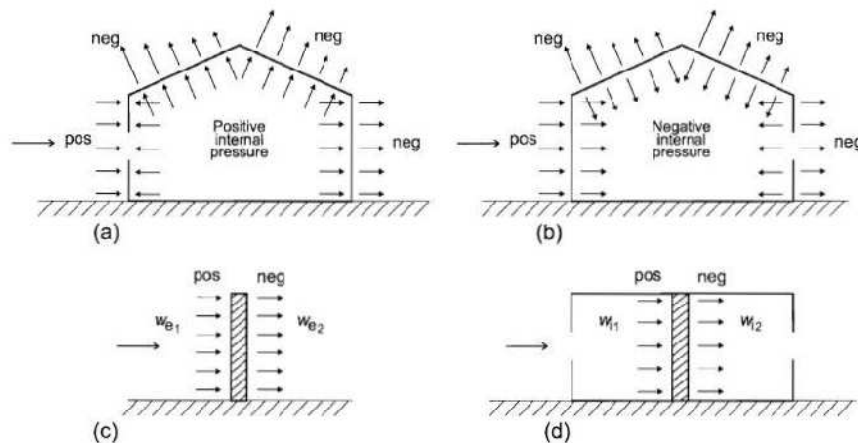 neg
neg
pos
Positive
internal
pressure
neg
(a)
neg
neg
pos
Negative
internal
pressure
neg
(b)
pos neg
we1
we2
(c)
pos neg
wi1
wi2
(d)